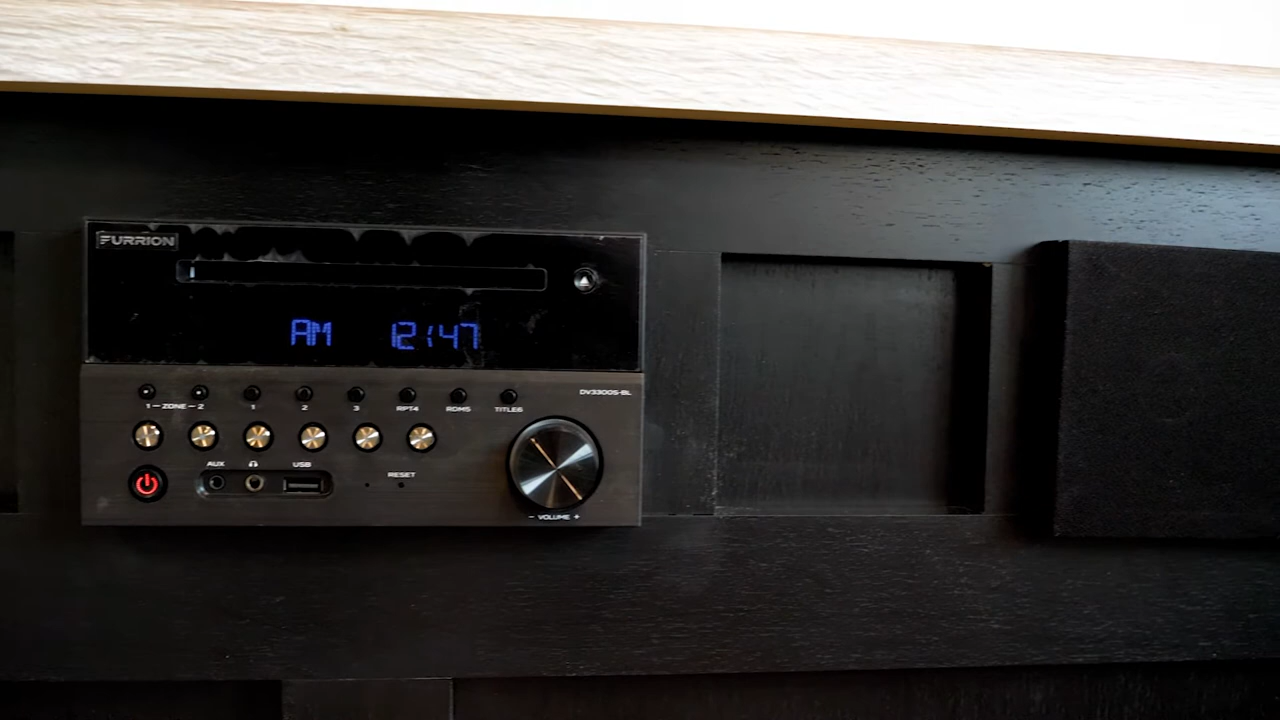 FURRION
AM 12:47
DV3300S-BL
1 — ZONE — 2 1 2 3 RPT4 RDM5 TITLE6
AUX USB
RESET
– VOLUME +